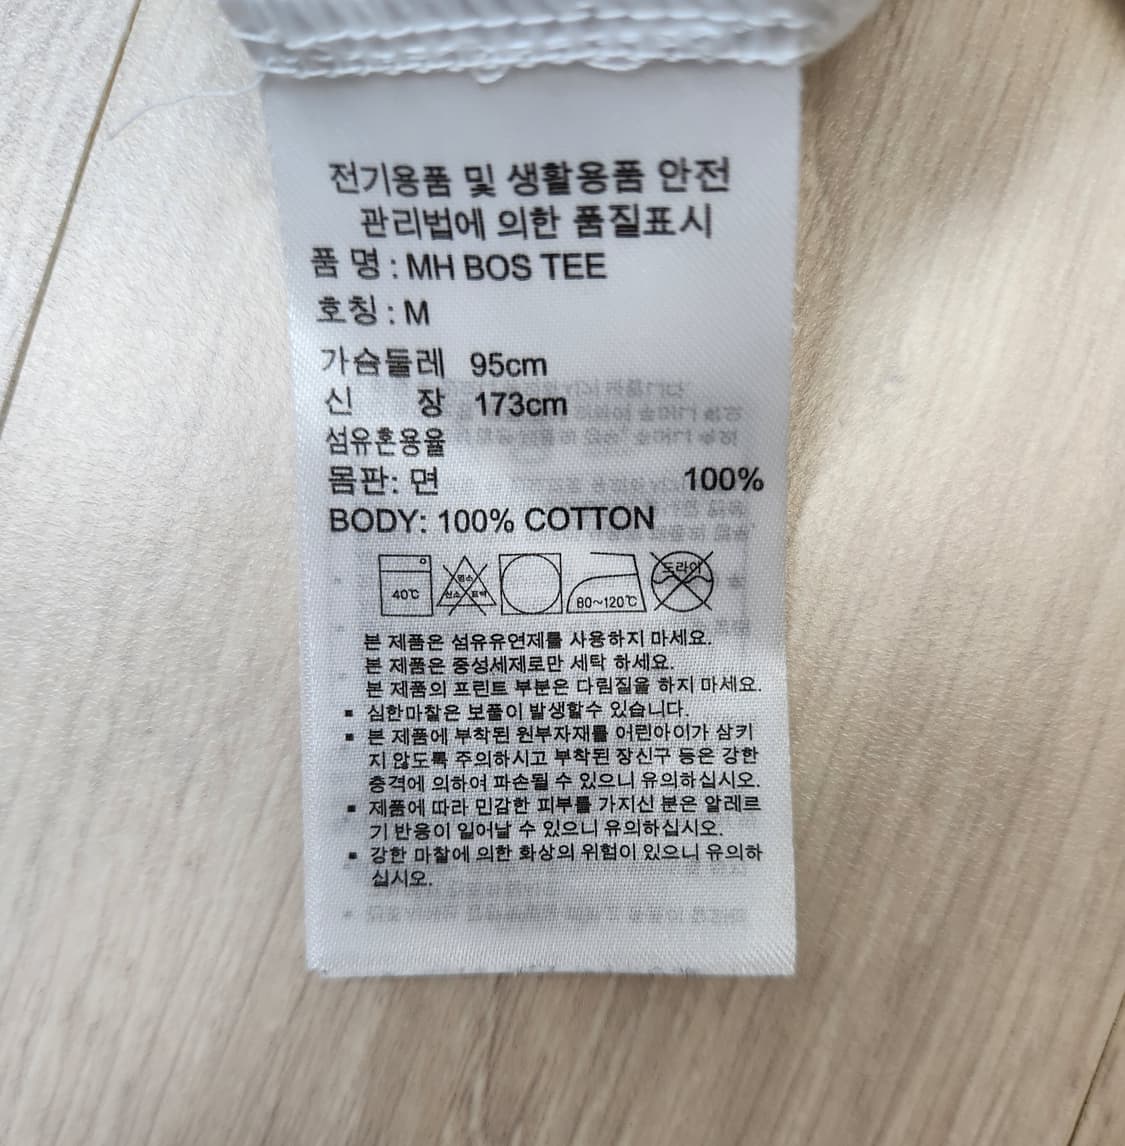 전기용품 및 생활용품 안전
관리법에 의한 품질표시
품 명 : MH BOS TEE
호칭 : M
가슴둘레 95cm
신 장 173cm
섬유혼용율
몸판: 면 100%
BODY: 100% COTTON
40℃ 염소 산소 표백 80~120℃ 드라이
본 제품은 섬유유연제를 사용하지 마세요.
본 제품은 중성세제로만 세탁 하세요.
본 제품의 프린트 부분은 다림질을 하지 마세요.
▪ 심한마찰은 보풀이 발생할수 있습니다.
▪ 본 제품에 부착된 원부자재를 어린아이가 삼키
지 않도록 주의하시고 부착된 장신구 등은 강한
충격에 의하여 파손될 수 있으니 유의하십시오.
▪ 제품에 따라 민감한 피부를 가지신 분은 알레르
기 반응이 일어날 수 있으니 유의하십시오.
▪ 강한 마찰에 의한 화상의 위험이 있으니 유의하
십시오.